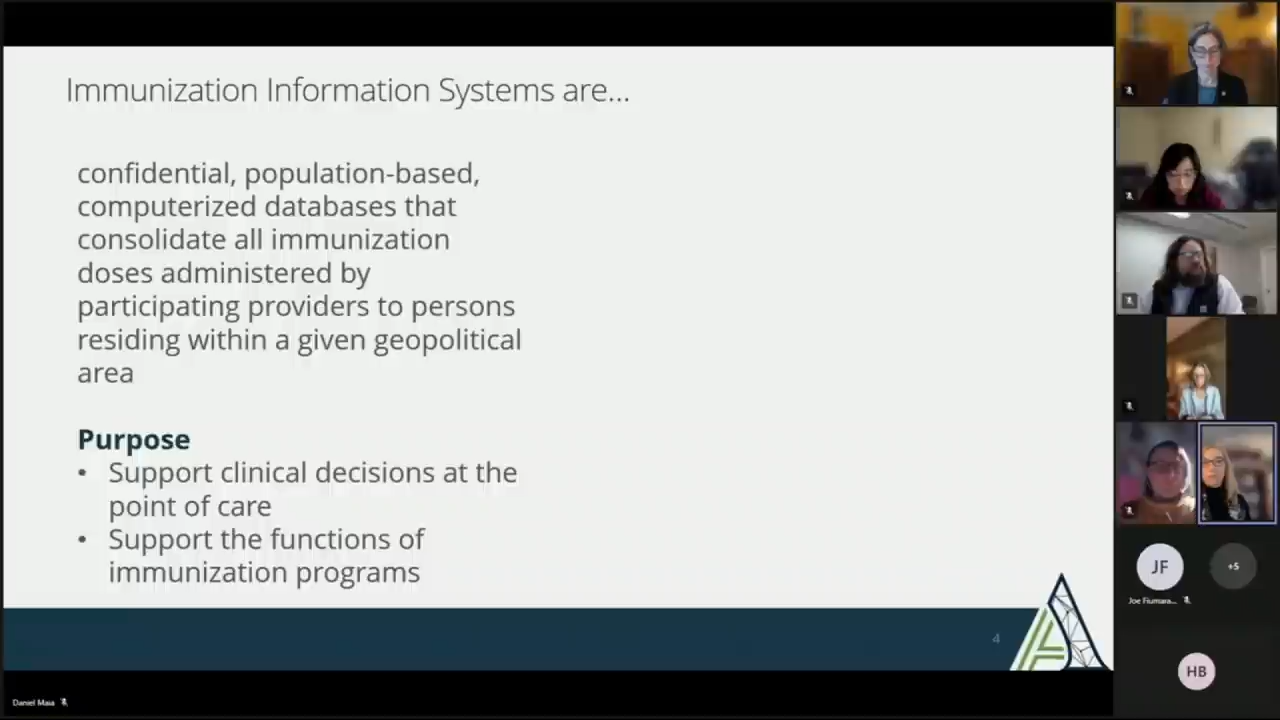 Immunization Information Systems are...
confidential, population-based,
computerized databases that
consolidate all immunization
doses administered by
participating providers to persons
residing within a given geopolitical
area
Purpose
• Support clinical decisions at the
point of care
• Support the functions of
immunization programs
4
Daniel Maia
JF
+5
Joe Fiumara...
HB